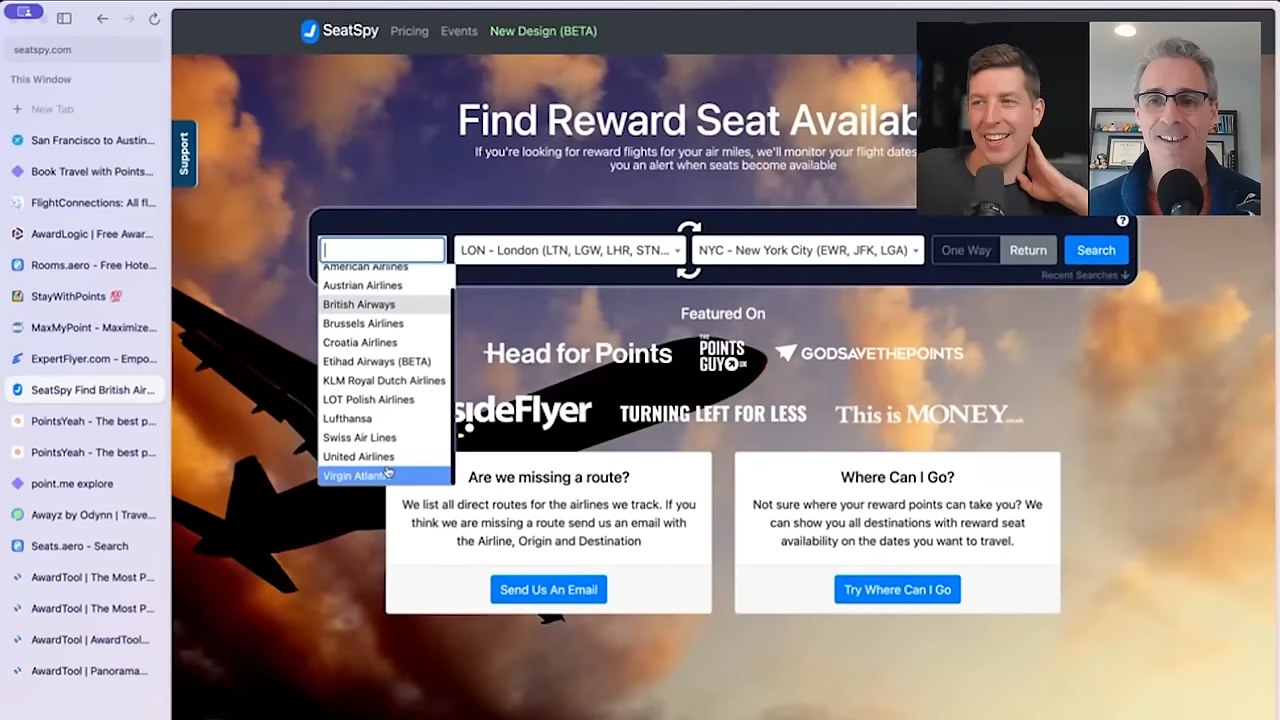 seatspy.com
This Window
New Tab
San Francisco to Austin...
Book Travel with Points...
FlightConnections: All fl...
AwardLogic | Free Awar...
Rooms.aero - Free Hote...
StayWithPoints 💯
MaxMyPoint - Maximize...
ExpertFlyer.com - Empo...
SeatSpy Find British Air...
PointsYeah - The best p...
PointsYeah - The best p...
point.me explore
Awayz by Odynn | Trave...
Seats.aero - Search
AwardTool | The Most P...
AwardTool | The Most P...
AwardTool | AwardTool...
AwardTool | Panorama...
SeatSpy Pricing Events New Design (BETA)
Support
Find Reward Seat Availab
If you're looking for reward flights for your air miles, we'll monitor your flight dates
you an alert when seats become available
LON - London (LTN, LGW, LHR, STN... NYC - New York City (EWR, JFK, LGA) One Way Return Search
Recent Searches
American Airlines
Austrian Airlines
British Airways
Brussels Airlines
Croatia Airlines
Etihad Airways (BETA)
KLM Royal Dutch Airlines
LOT Polish Airlines
Lufthansa
Swiss Air Lines
United Airlines
Virgin Atlant
Featured On
Head for Points THE POINTS GUY UK GODSAVETHEPOINTS
sideFlyer TURNING LEFT FOR LESS This is MONEY.co.uk
Are we missing a route?
We list all direct routes for the airlines we track. If you
think we are missing a route send us an email with
the Airline, Origin and Destination
Send Us An Email
Where Can I Go?
Not sure where your reward points can take you? We
can show you all destinations with reward seat
availability on the dates you want to travel.
Try Where Can I Go